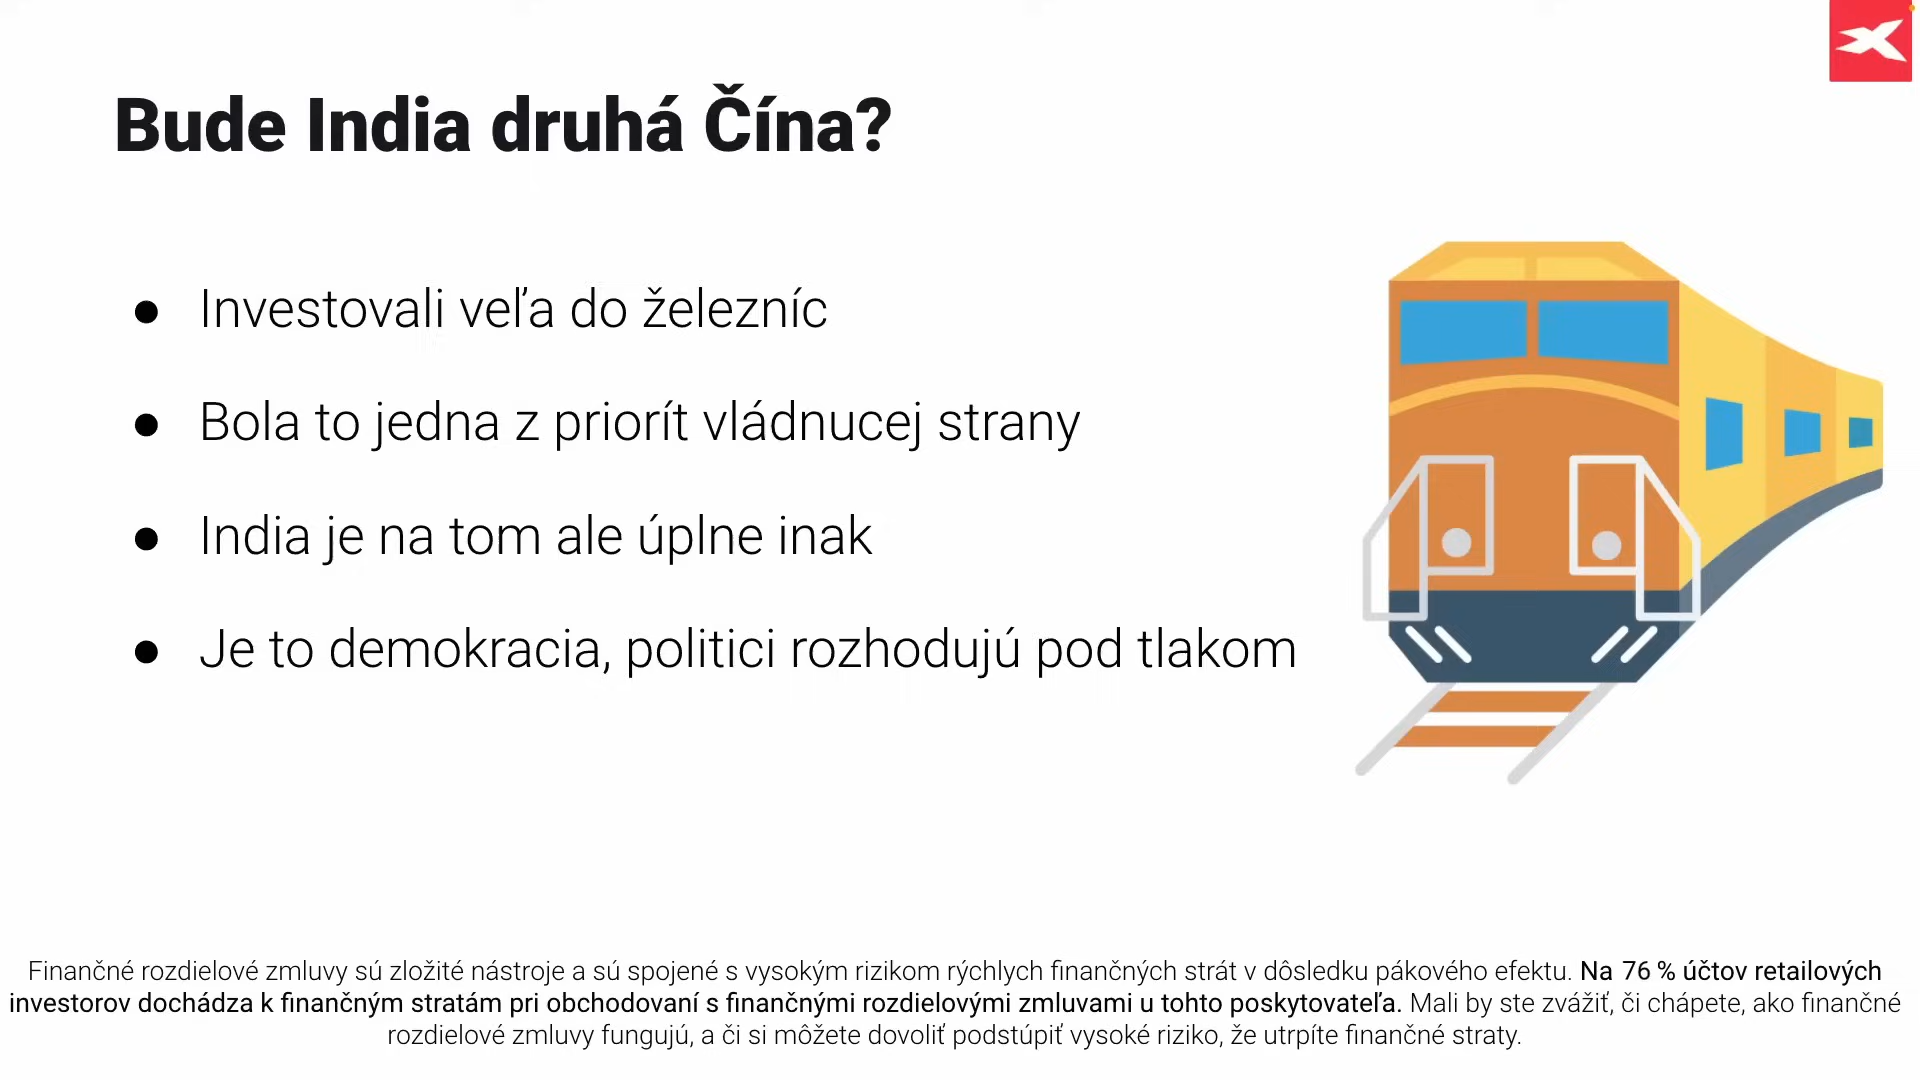 Bude India druhá Čína?
● Investovali veľa do železníc
● Bola to jedna z priorít vládnucej strany
● India je na tom ale úplne inak
● Je to demokracia, politici rozhodujú pod tlakom
Finančné rozdielové zmluvy sú zložité nástroje a sú spojené s vysokým rizikom rýchlych finančných strát v dôsledku pákového efektu. Na 76 % účtov retailových
investorov dochádza k finančným stratám pri obchodovaní s finančnými rozdielovými zmluvami u tohto poskytovateľa. Mali by ste zvážiť, či chápete, ako finančné
rozdielové zmluvy fungujú, a či si môžete dovoliť podstúpiť vysoké riziko, že utrpíte finančné straty.